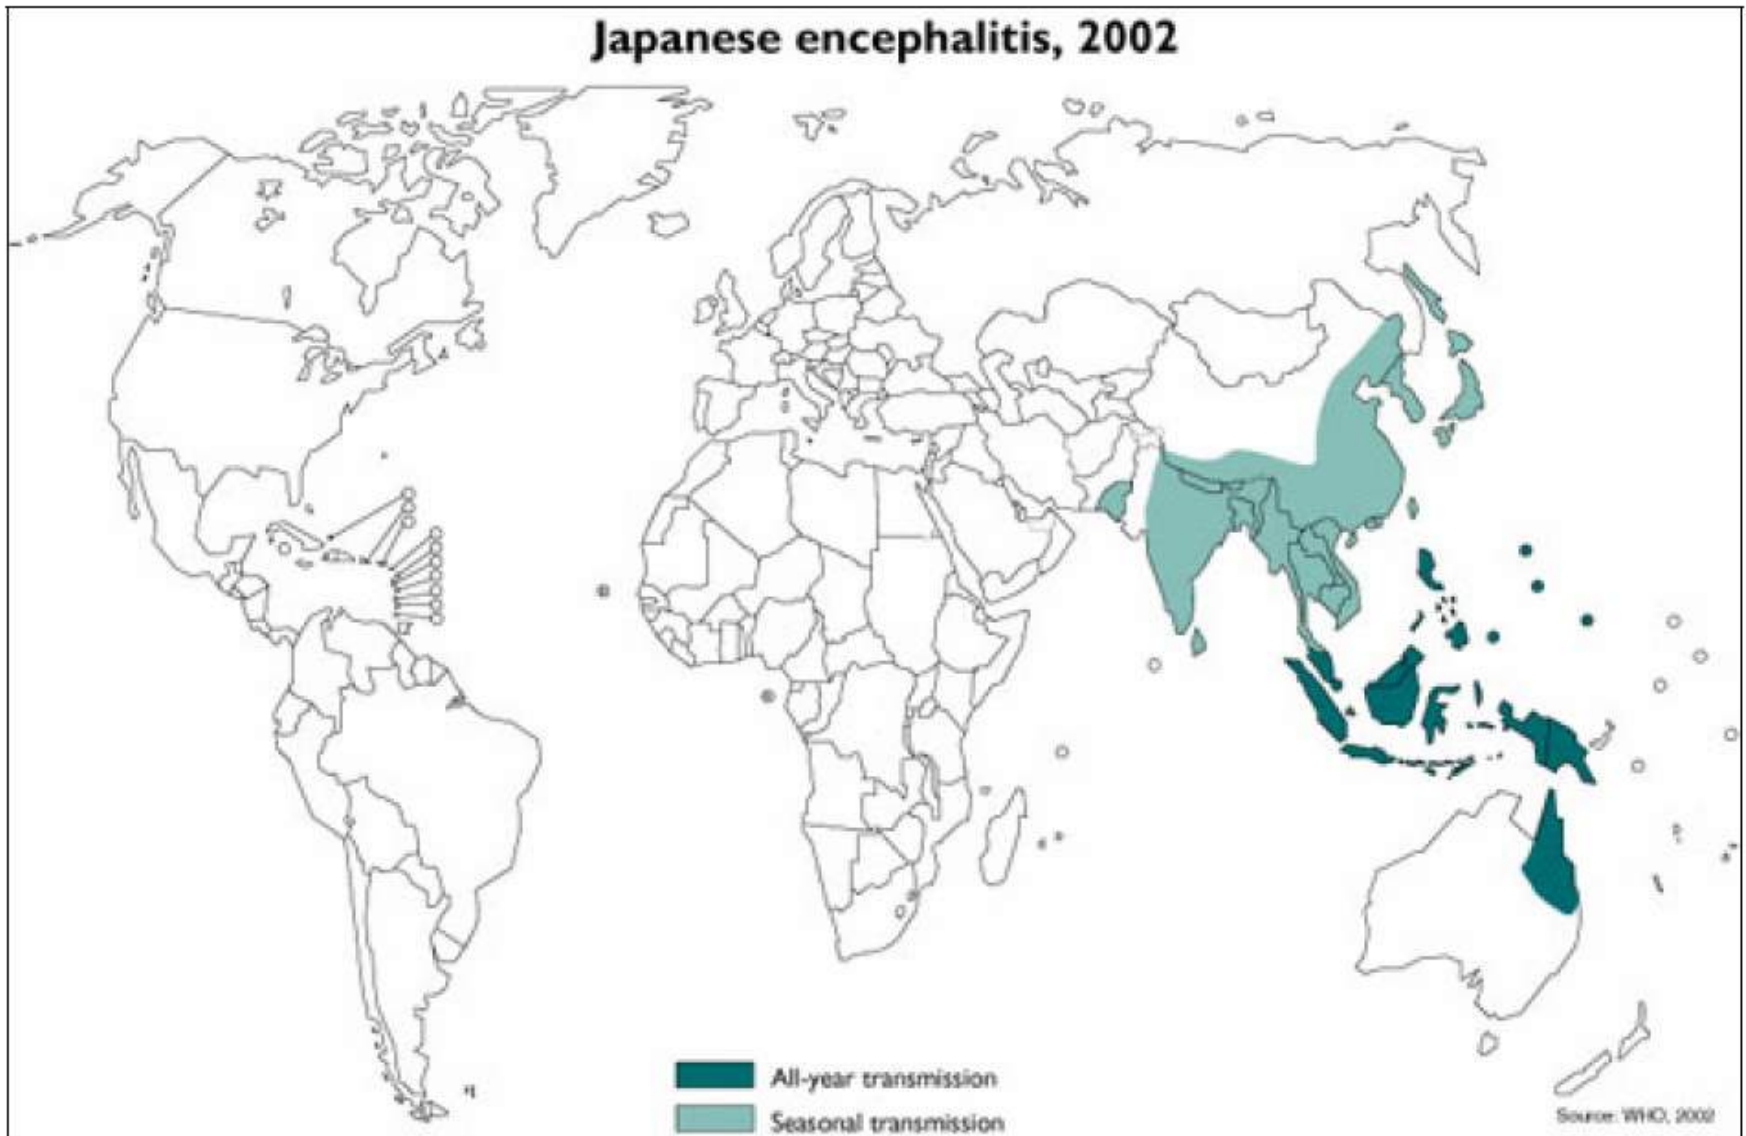 Japanese encephalitis, 2002
All-year transmission
Seasonal transmission
Source: WHO, 2002